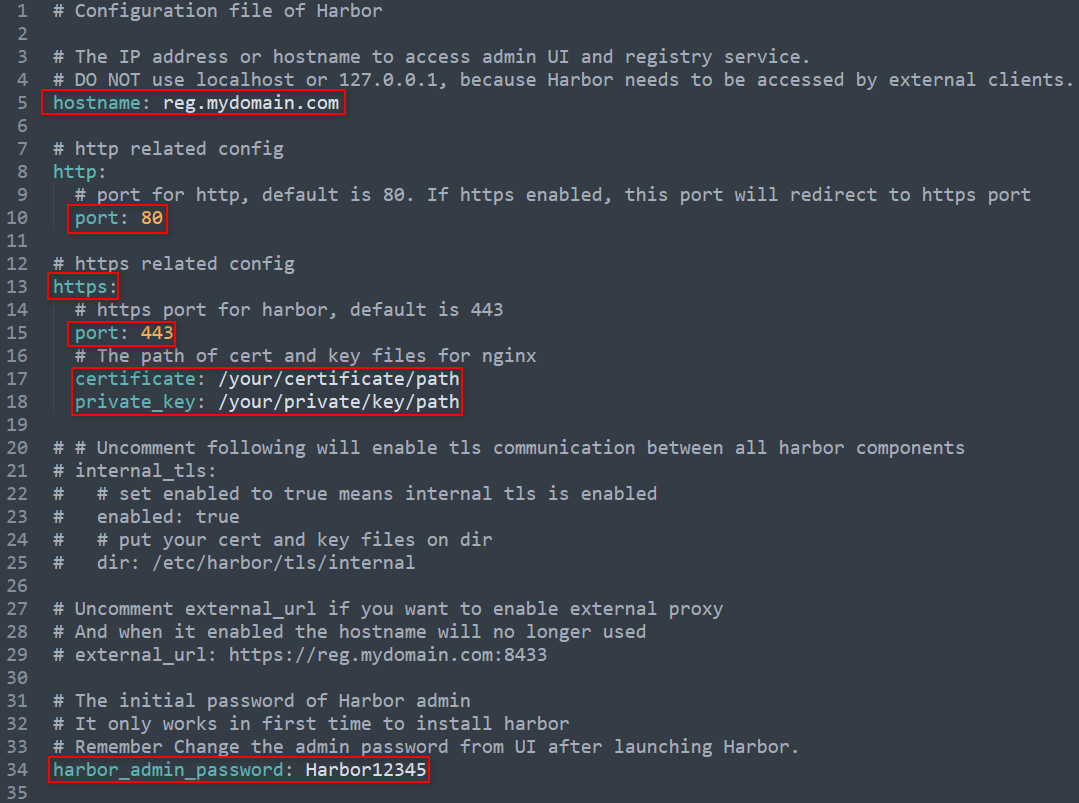 1 # Configuration file of Harbor
2
3 # The IP address or hostname to access admin UI and registry service.
4 # DO NOT use localhost or 127.0.0.1, because Harbor needs to be accessed by external clients.
5 hostname: reg.mydomain.com
6
7 # http related config
8 http:
9   # port for http, default is 80. If https enabled, this port will redirect to https port
10   port: 80
11
12 # https related config
13 https:
14   # https port for harbor, default is 443
15   port: 443
16   # The path of cert and key files for nginx
17   certificate: /your/certificate/path
18   private_key: /your/private/key/path
19
20 # # Uncomment following will enable tls communication between all harbor components
21 # internal_tls:
22 #   # set enabled to true means internal tls is enabled
23 #   enabled: true
24 #   # put your cert and key files on dir
25 #   dir: /etc/harbor/tls/internal
26
27 # Uncomment external_url if you want to enable external proxy
28 # And when it enabled the hostname will no longer used
29 # external_url: https://reg.mydomain.com:8433
30
31 # The initial password of Harbor admin
32 # It only works in first time to install harbor
33 # Remember Change the admin password from UI after launching Harbor.
34 harbor_admin_password: Harbor12345
35